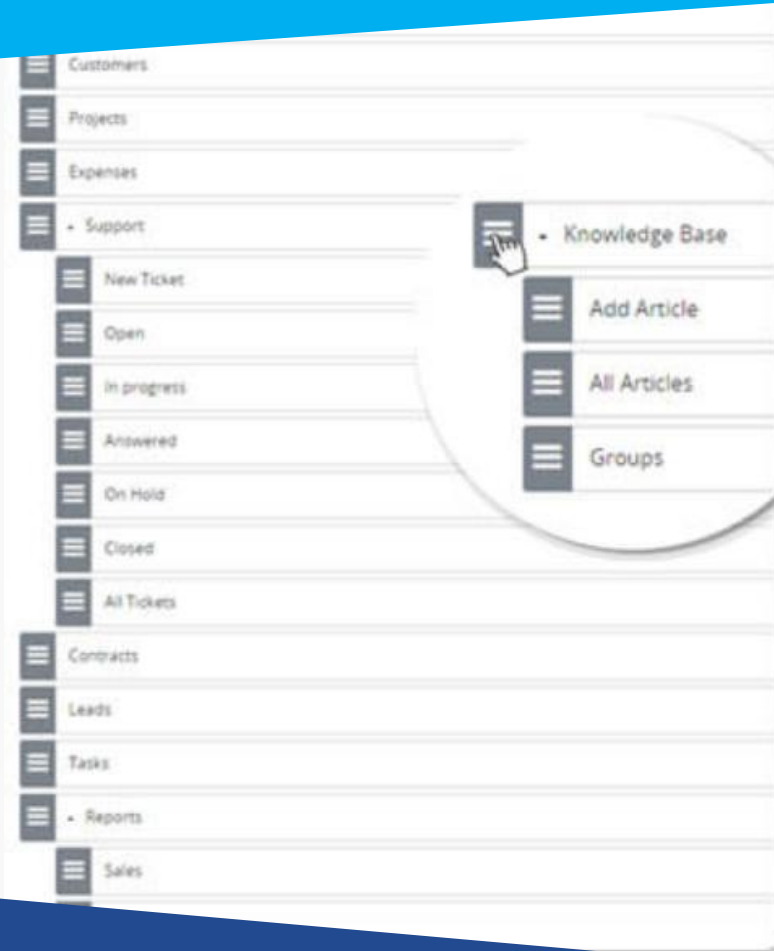 Customers
Projects
Expenses
Support
New Ticket
Open
In progress
Answered
On Hold
Closed
All Tickets
Contracts
Leads
Tasks
Reports
Sales
Knowledge Base
Add Article
All Articles
Groups